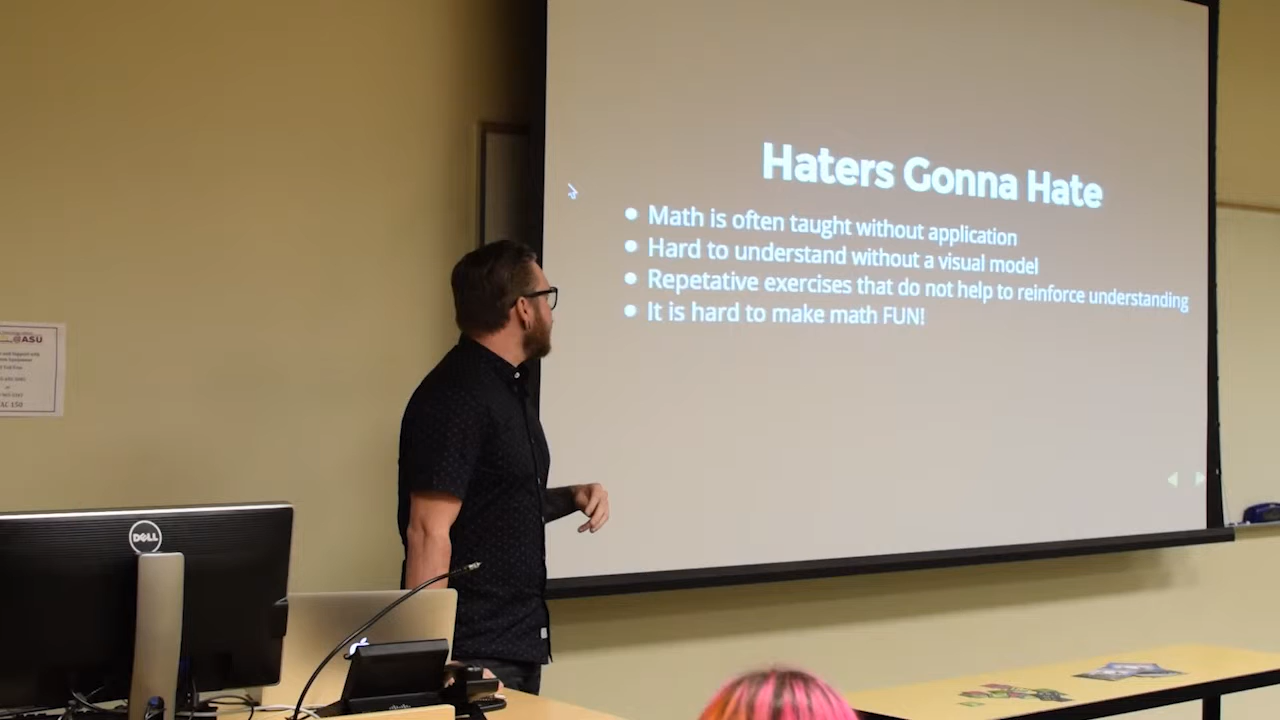 Haters Gonna Hate
Math is often taught without application
Hard to understand without a visual model
Repetative exercises that do not help to reinforce understanding
It is hard to make math FUN!
@ASU
DELL